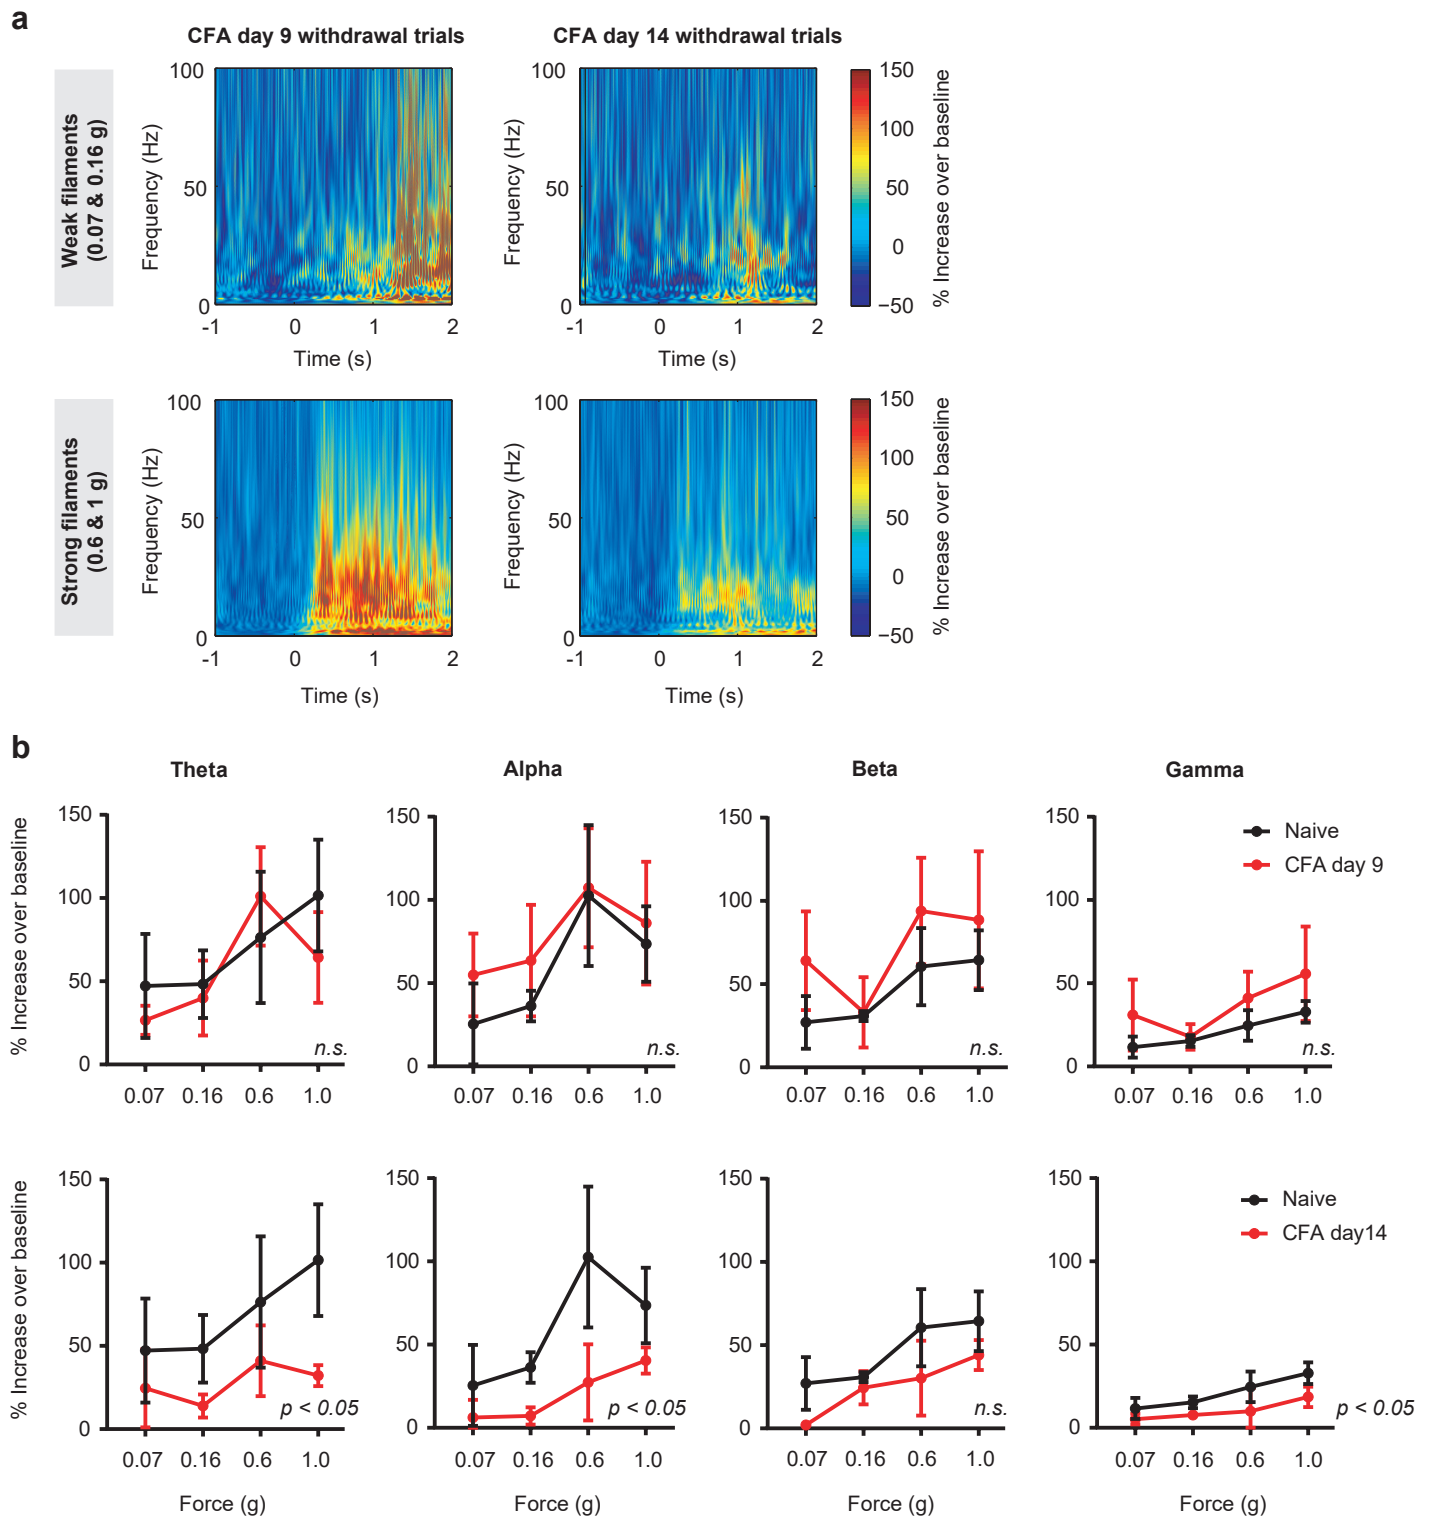 a
CFA day 9 withdrawal trials
CFA day 14 withdrawal trials
Weak filaments
(0.07 & 0.16 g)
Frequency (Hz)
100
50
0
-1 0 1 2
Time (s)
Frequency (Hz)
100
50
0
-1 0 1 2
Time (s)
150
100
50
0
−50
% Increase over baseline
Strong filaments
(0.6 & 1 g)
Frequency (Hz)
100
50
0
-1 0 1 2
Time (s)
Frequency (Hz)
100
50
0
-1 0 1 2
Time (s)
150
100
50
0
−50
% Increase over baseline
b
Theta
Alpha
Beta
Gamma
% Increase over baseline
150
100
50
0
n.s.
0.07 0.16 0.6 1.0
150
100
50
0
n.s.
0.07 0.16 0.6 1.0
150
100
50
0
n.s.
0.07 0.16 0.6 1.0
150
100
50
0
Naive
CFA day 9
n.s.
0.07 0.16 0.6 1.0
% Increase over baseline
150
100
50
0
p < 0.05
0.07 0.16 0.6 1.0
Force (g)
150
100
50
0
p < 0.05
0.07 0.16 0.6 1.0
Force (g)
150
100
50
0
n.s.
0.07 0.16 0.6 1.0
Force (g)
150
100
50
0
Naive
CFA day14
p < 0.05
0.07 0.16 0.6 1.0
Force (g)